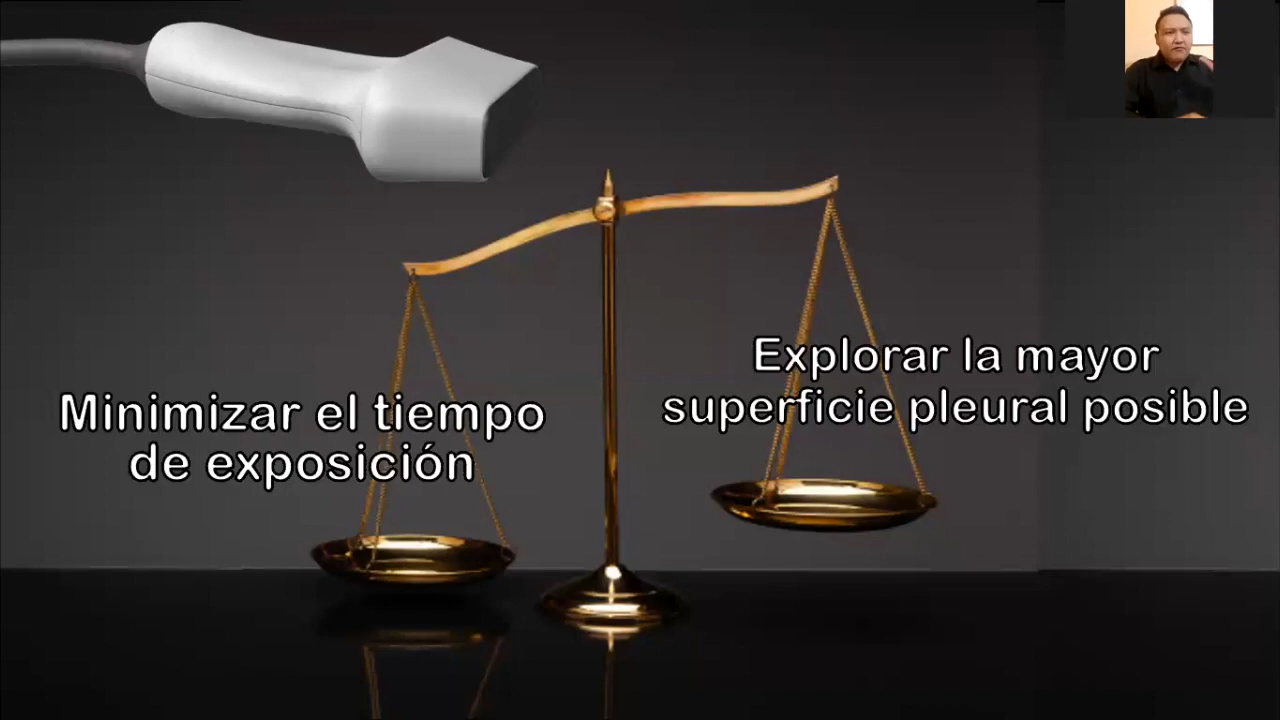 Minimizar el tiempo
de exposición
Explorar la mayor
superficie pleural posible